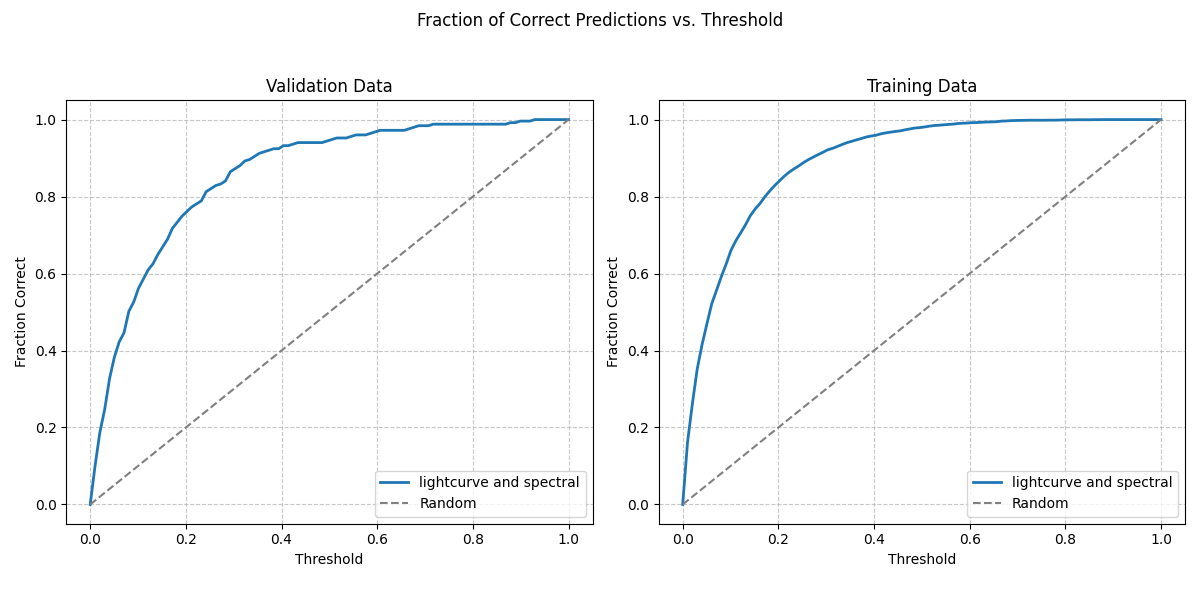 Fraction of Correct Predictions vs. Threshold
Validation Data
Fraction Correct
1.0
0.8
0.6
0.4
0.2
0.0
lightcurve and spectral
Random
0.0 0.2 0.4 0.6 0.8 1.0
Threshold
Training Data
Fraction Correct
1.0
0.8
0.6
0.4
0.2
0.0
lightcurve and spectral
Random
0.0 0.2 0.4 0.6 0.8 1.0
Threshold